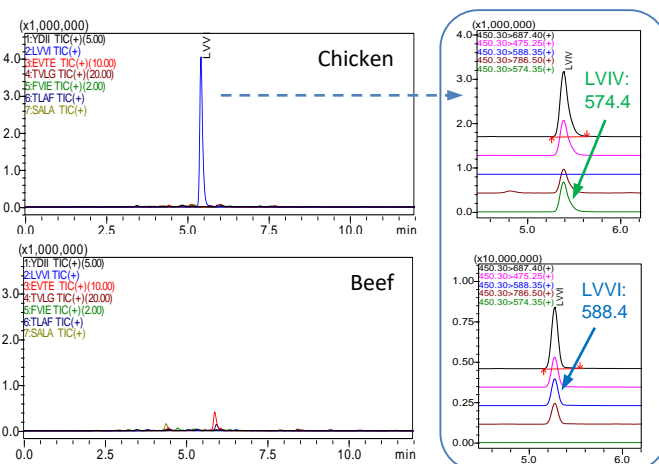 (x1,000,000)
1:YDII TIC(+)(5.00)
2:LVVI TIC(+)
3:EVTE TIC(+)(10.00)
4:TVLG TIC(+)(20.00)
5:FVIE TIC(+)(2.00)
6:TLAF TIC(+)
7:SALA TIC(+)
LVV
Chicken
4.0
3.0
2.0
1.0
0.0
0.0 2.5 5.0 7.5 10.0 min
(x1,000,000)
1:YDII TIC(+)(5.00)
2:LVVI TIC(+)
3:EVTE TIC(+)(10.00)
4:TVLG TIC(+)(20.00)
5:FVIE TIC(+)(2.00)
6:TLAF TIC(+)
7:SALA TIC(+)
Beef
3.0
2.0
1.0
0.0
0.0 2.5 5.0 7.5 10.0 min
(x1,000,000)
450.30>687.40(+)
450.30>475.25(+)
450.30>588.35(+)
450.30>786.50(+)
450.30>574.35(+)
LVIV
LVIV:
574.4
4.0
3.0
2.0
1.0
0.0
5.0 6.0
(x10,000,000)
450.30>687.40(+)
450.30>475.25(+)
450.30>588.35(+)
450.30>786.50(+)
450.30>574.35(+)
LVVI
LVVI:
588.4
1.00
0.75
0.50
0.25
0.00
5.0 6.0